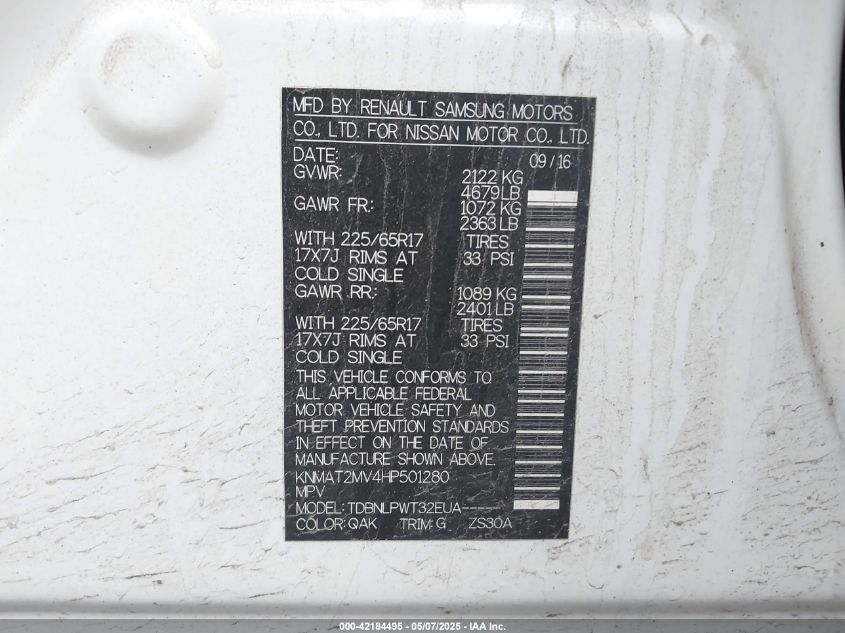 MFD BY RENAULT SAMSUNG MOTORS
CO., LTD. FOR NISSAN MOTOR CO., LTD.
DATE: 09 / 16
GVWR: 2122 KG
4679 LB
GAWR FR.: 1072 KG
2363 LB
WITH 225/65R17 TIRES
17X7J RIMS AT 33 PSI
COLD SINGLE
GAWR RR.: 1089 KG
2401 LB
WITH 225/65R17 TIRES
17X7J RIMS AT 33 PSI
COLD SINGLE
THIS VEHICLE CONFORMS TO
ALL APPLICABLE FEDERAL
MOTOR VEHICLE SAFETY AND
THEFT PREVENTION STANDARDS
IN EFFECT ON THE DATE OF
MANUFACTURE SHOWN ABOVE.
KNMAT2MV4HP501280
MPV
MODEL: TDBNLPWT32EUA-----
COLOR: QAK TRIM: G ZS30A
000-42184495 - 05/07/2025 - IAA Inc.